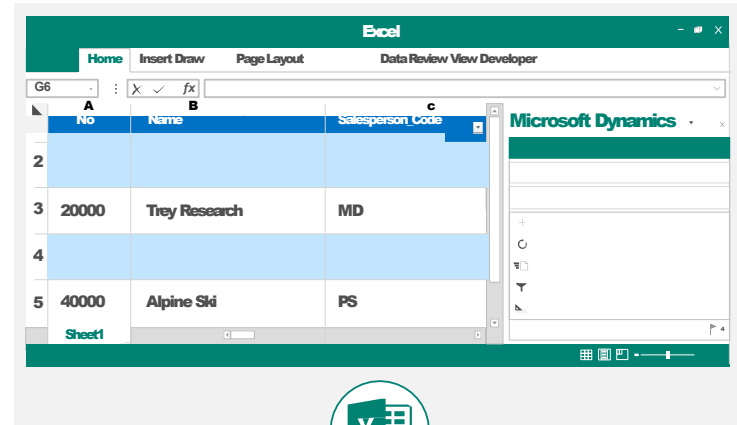 Excel
Home Insert Draw Page Layout Data Review View Developer
G6 fx
A B C
No Name Salesperson_Code
Microsoft Dynamics
2
3 20000 Trey Research MD
4
5 40000 Alpine Ski PS
Sheet1
4
X